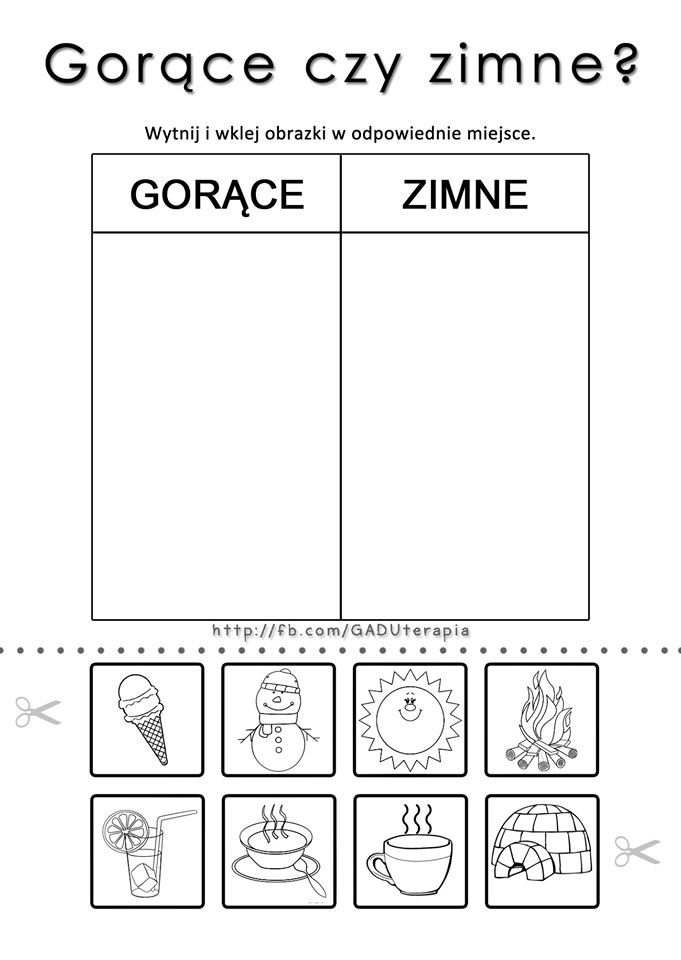 Gorące czy zimne?
Wytnij i wklej obrazki w odpowiednie miejsce.
GORĄCE ZIMNE
http://fb.com/GADUterapia